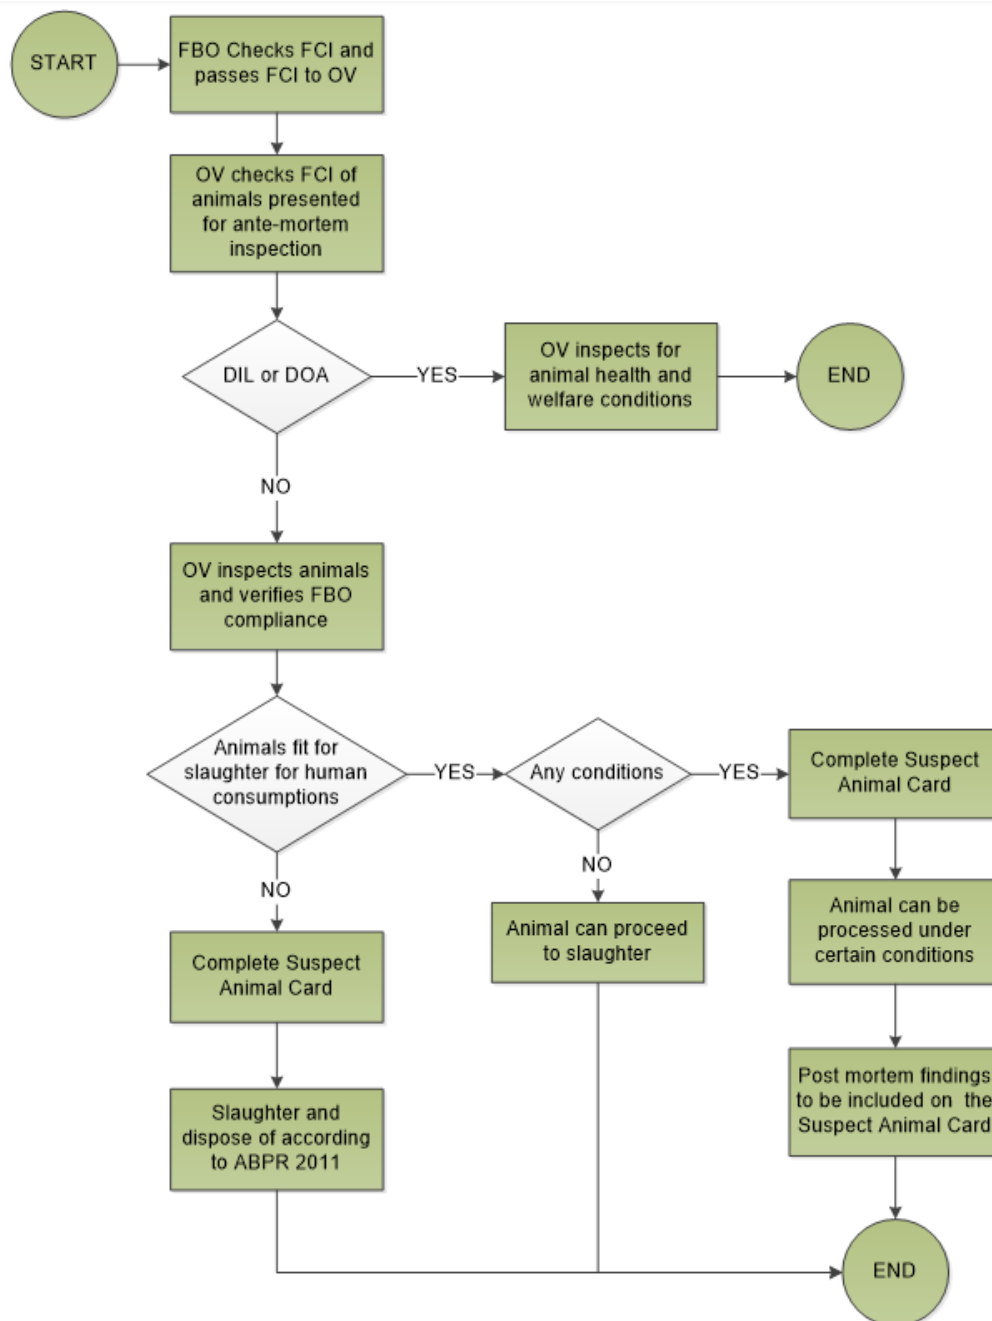 START
FBO Checks FCI and
passes FCI to OV
OV checks FCI of
animals presented
for ante-mortem
inspection
DIL or DOA
YES
OV inspects for
animal health and
welfare conditions
END
NO
OV inspects animals
and verifies FBO
compliance
Animals fit for
slaughter for human
consumptions
YES
Any conditions
YES
Complete Suspect
Animal Card
NO
NO
Animal can proceed
to slaughter
Animal can be
processed under
certain conditions
Complete Suspect
Animal Card
Post mortem findings
to be included on the
Suspect Animal Card
Slaughter and
dispose of according
to ABPR 2011
END